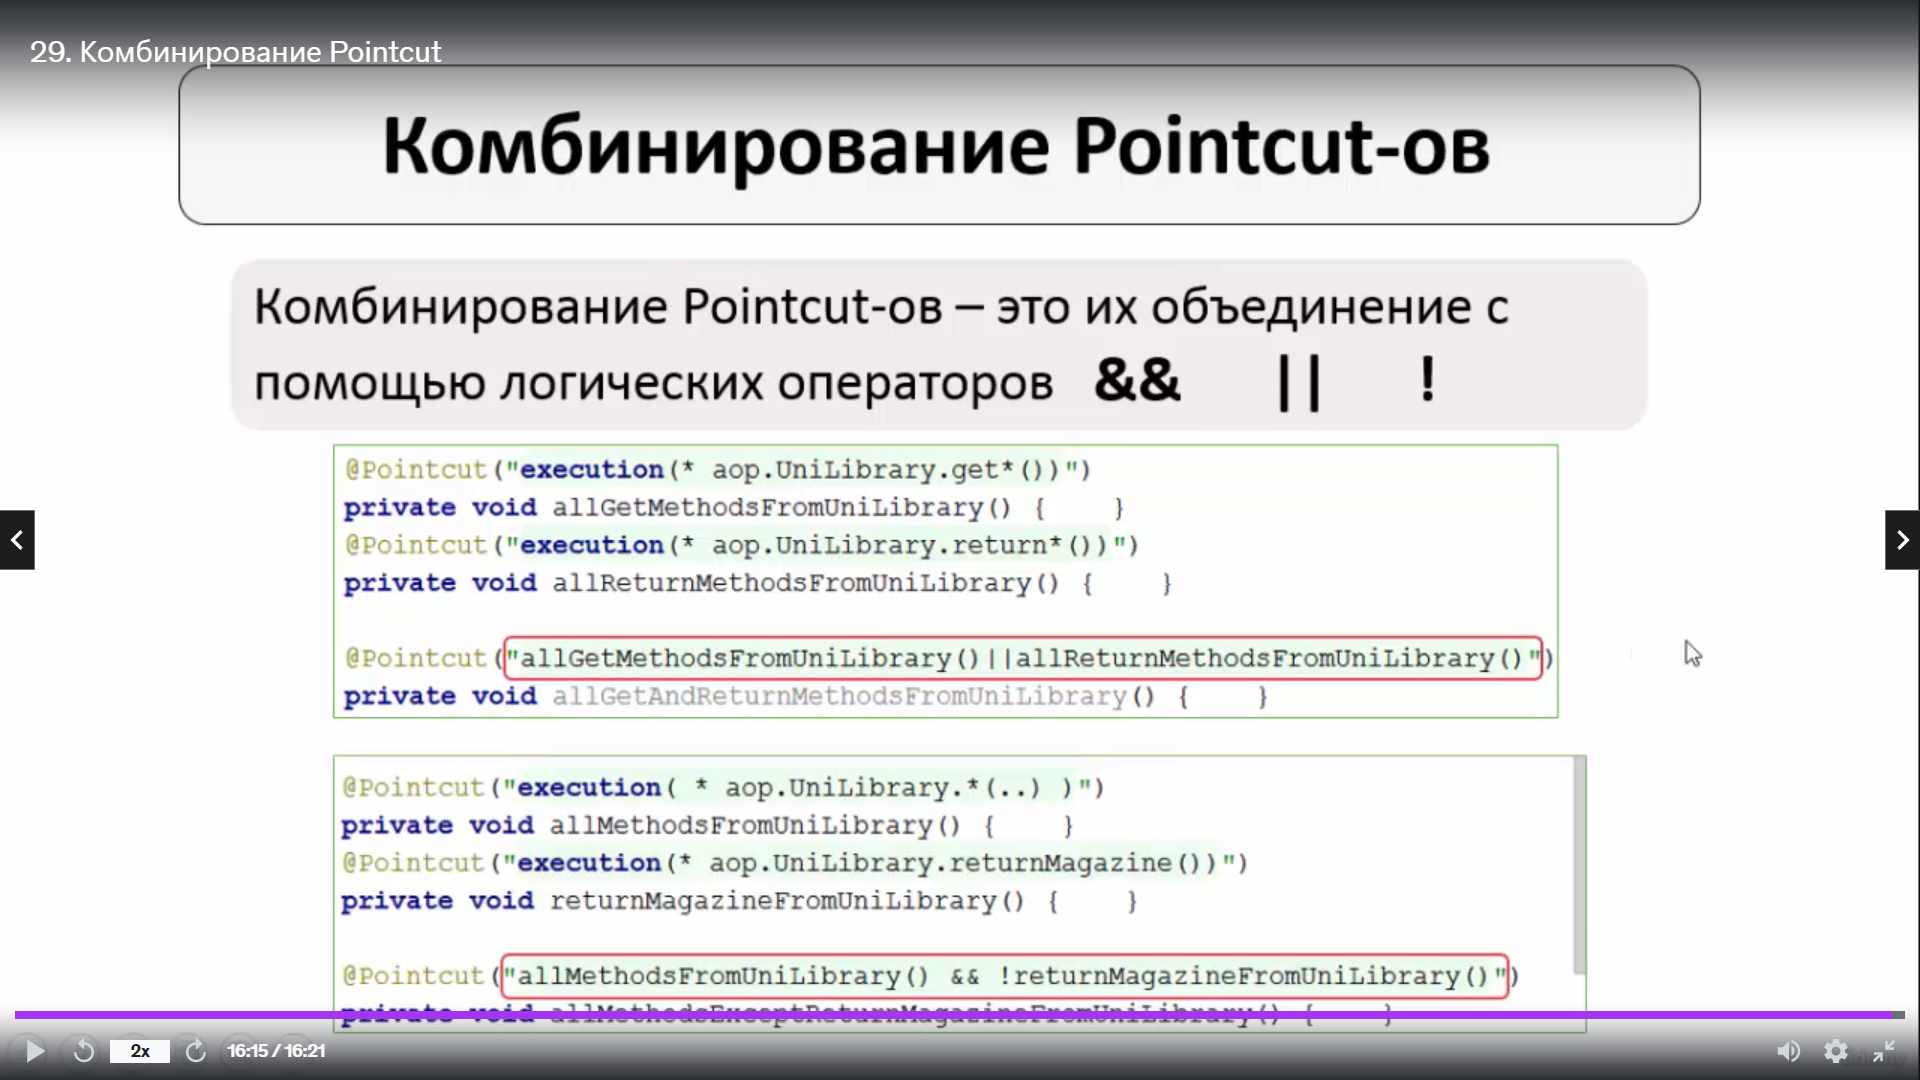 29. Комбинирование Pointcut
Комбинирование Pointcut-ов
Комбинирование Pointcut-ов – это их объединение с
помощью логических операторов && || !
@Pointcut("execution(* aop.UniLibrary.get*())")
private void allGetMethodsFromUniLibrary() { }
@Pointcut("execution(* aop.UniLibrary.return*())")
private void allReturnMethodsFromUniLibrary() { }
@Pointcut("allGetMethodsFromUniLibrary()||allReturnMethodsFromUniLibrary()")
private void allGetAndReturnMethodsFromUniLibrary() { }
@Pointcut("execution( * aop.UniLibrary.*(..) )")
private void allMethodsFromUniLibrary() { }
@Pointcut("execution(* aop.UniLibrary.returnMagazine())")
private void returnMagazineFromUniLibrary() { }
@Pointcut("allMethodsFromUniLibrary() && !returnMagazineFromUniLibrary()")
private void allMethodsExceptReturnMagazineFromUniLibrary() { }
2x
16:15 / 16:21